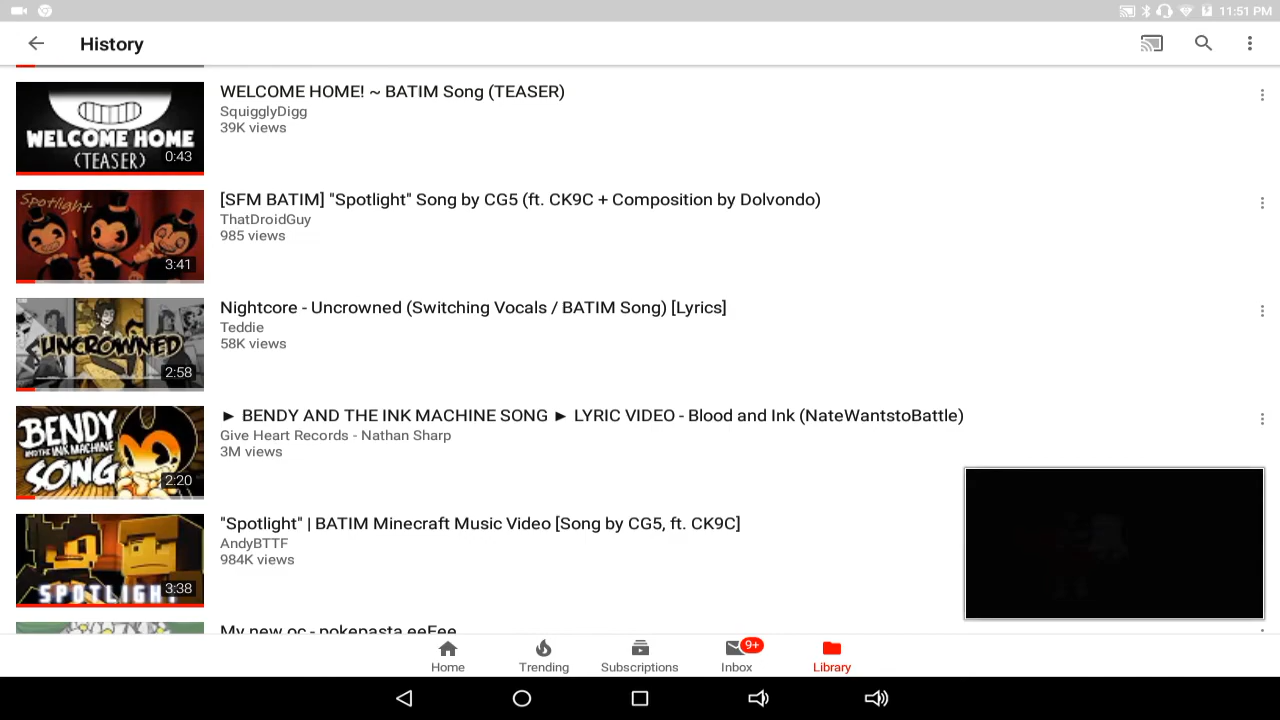 11:51 PM
History
WELCOME HOME! ~ BATIM Song (TEASER)
SquigglyDigg
39K views
WELCOME HOME
(TEASER)
0:43
[SFM BATIM] "Spotlight" Song by CG5 (ft. CK9C + Composition by Dolvondo)
ThatDroidGuy
985 views
Spotlight
3:41
Nightcore - Uncrowned (Switching Vocals / BATIM Song) [Lyrics]
Teddie
58K views
UNCROWNED
2:58
► BENDY AND THE INK MACHINE SONG ► LYRIC VIDEO - Blood and Ink (NateWantstoBattle)
Give Heart Records - Nathan Sharp
3M views
BENDY
AND THE INK MACHINE
SONG
2:20
"Spotlight" | BATIM Minecraft Music Video [Song by CG5, ft. CK9C]
AndyBTTF
984K views
SPOTLIGHT
3:38
My new oc - pokepasta eeFee
9+
Home
Trending
Subscriptions
Inbox
Library